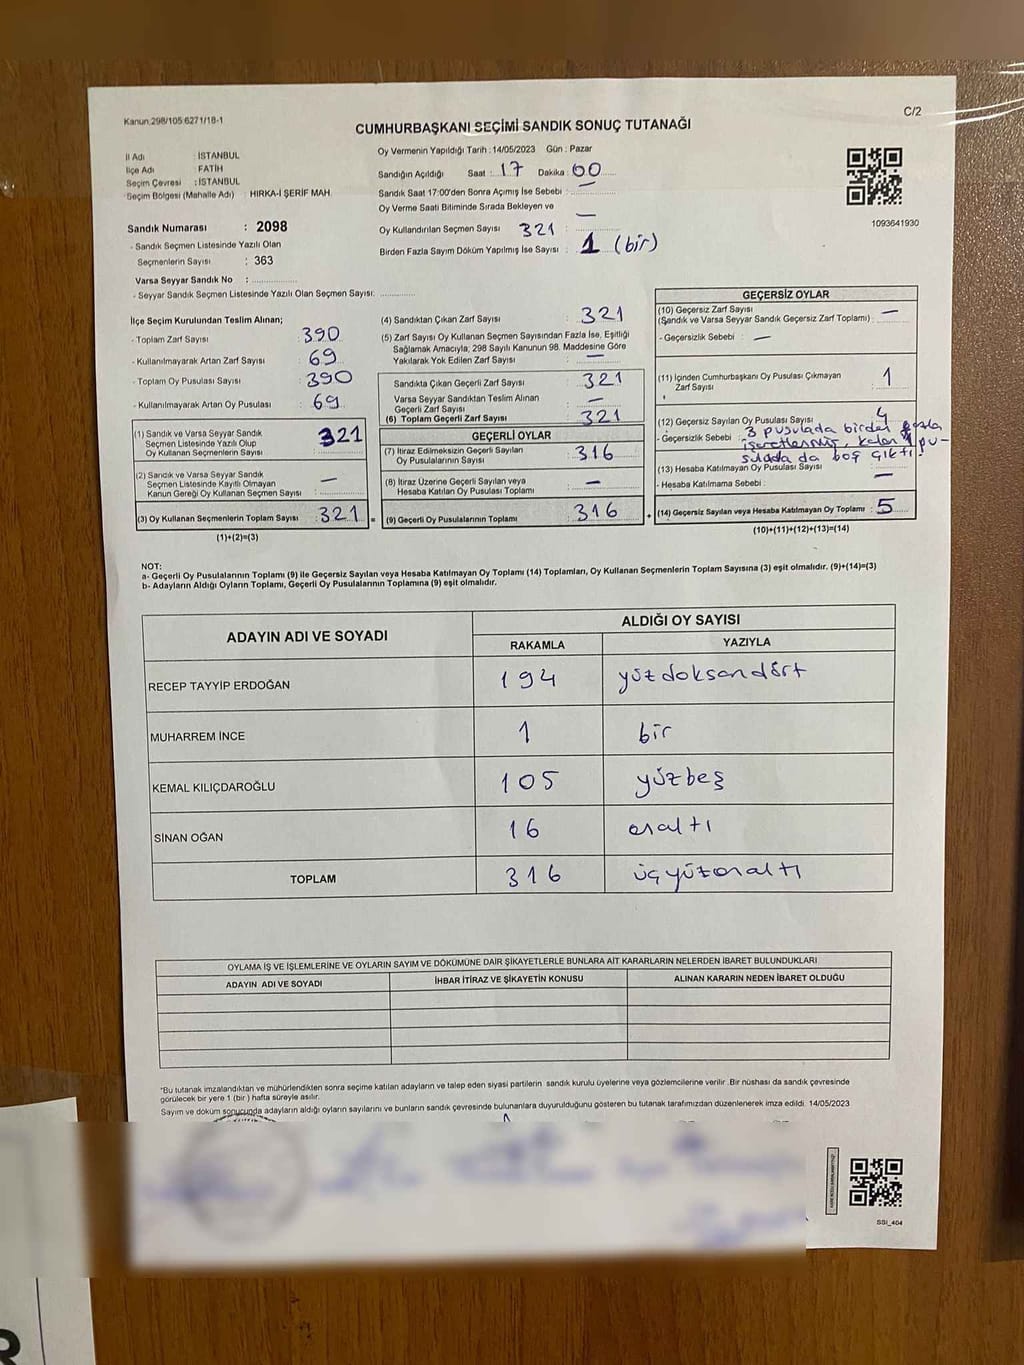 Kanun:298/105 6271/18-1
C/2
CUMHURBAŞKANI SEÇİMİ SANDIK SONUÇ TUTANAĞI
İl Adı : İSTANBUL
İlçe Adı : FATİH
Seçim Çevresi : İSTANBUL
Seçim Bölgesi (Mahalle Adı) : HIRKA-İ ŞERİF MAH.
Sandık Numarası : 2098
- Sandık Seçmen Listesinde Yazılı Olan
Seçmenlerin Sayısı : 363
Varsa Seyyar Sandık No : ..............
- Seyyar Sandık Seçmen Listesinde Yazılı Olan Seçmen Sayısı: ............
Oy Vermenin Yapıldığı Tarih : 14/05/2023 Gün : Pazar
Sandığın Açıldığı Saat : 17 Dakika : 00
Sandık Saat 17:00'den Sonra Açımış İse Sebebi : —
Oy Verme Saati Bitiminde Sırada Bekleyen ve
Oy Kullandırılan Seçmen Sayısı 321 : —
Birden Fazla Sayım Döküm Yapılmış İse Sayısı : 1 (bir)
1093641930
İlçe Seçim Kurulundan Teslim Alınan;
- Toplam Zarf Sayısı 390
- Kullanılmayarak Artan Zarf Sayısı 69
- Toplam Oy Pusulası Sayısı 390
- Kullanılmayarak Artan Oy Pusulası 69
(1) Sandık ve Varsa Seyyar Sandık
Seçmen Listesinde Yazılı Olup
Oy Kullanan Seçmenlerin Sayısı 321
(2) Sandık ve Varsa Seyyar Sandık
Seçmen Listesinde Kayıtlı Olmayan
Kanun Gereği Oy Kullanan Seçmen Sayısı —
(3) Oy Kullanan Seçmenlerin Toplam Sayısı 321 =
(1)+(2)=(3)
(4) Sandıktan Çıkan Zarf Sayısı : 321
(5) Zarf Sayısı Oy Kullanan Seçmen Sayısından Fazla İse, Eşitliği
Sağlamak Amacıyla, 298 Sayılı Kanunun 98. Maddesine Göre
Yakılarak Yok Edilen Zarf Sayısı : —
Sandıkta Çıkan Geçerli Zarf Sayısı : 321
Varsa Seyyar Sandıktan Teslim Alınan
Geçerli Zarf Sayısı : —
(6) Toplam Geçerli Zarf Sayısı : 321
GEÇERLİ OYLAR
(7) İtiraz Edilmeksizin Geçerli Sayılan
Oy Pusulasının Sayısı : 316
(8) İtiraz Üzerine Geçerli Sayılan veya
Hesaba Katılan Oy Pusulası Toplamı : —
(9) Geçerli Oy Pusulalarının Toplamı : 316 +
GEÇERSİZ OYLAR
(10) Geçersiz Zarf Sayısı
(Sandık ve Varsa Seyyar Sandık Geçersiz Zarf Toplamı) : —
- Geçersizlik Sebebi : —
(11) İçinden Cumhurbaşkanı Oy Pusulası Çıkmayan
Zarf Sayısı 1
(12) Geçersiz Sayılan Oy Pusulası Sayısı 4
- Geçersizlik Sebebi : 3 pusulada birden fazla
işaretlenmiş, kalan 1 pu-
sulada da boş çıktı.
(13) Hesaba Katılmayan Oy Pusulası Sayısı —
- Hesaba Katılmama Sebebi :
(14) Geçersiz Sayılan veya Hesaba Katılmayan Oy Toplamı : 5
(10)+(11)+(12)+(13)=(14)
NOT:
a- Geçerli Oy Pusulalarının Toplamı (9) ile Geçersiz Sayılan veya Hesaba Katılmayan Oy Toplamı (14) Toplamları, Oy Kullanan Seçmenlerin Toplam Sayısına (3) eşit olmalıdır. (9)+(14)=(3)
b- Adayların Aldığı Oyların Toplamı, Geçerli Oy Pusulalarının Toplamına (9) eşit olmalıdır.
ADAYIN ADI VE SOYADI
ALDIĞI OY SAYISI
RAKAMLA YAZIYLA
RECEP TAYYİP ERDOĞAN 194 yüzdoksandört
MUHARREM İNCE 1 bir
KEMAL KILIÇDAROĞLU 105 yüzbeş
SİNAN OĞAN 16 onaltı
TOPLAM 316 üçyüzonaltı
OYLAMA İŞ VE İŞLEMLERİNE VE OYLARIN SAYIM VE DÖKÜMÜNE DAİR ŞİKAYETLERLE BUNLARA AİT KARARLARIN NELERDEN İBARET BULUNDUKLARI
ADAYIN ADI VE SOYADI İHBAR İTİRAZ VE ŞİKAYETİN KONUSU ALINAN KARARIN NEDEN İBARET OLDUĞU
*Bu tutanak imzalandıktan ve mühürlendikten sonra seçime katılan adayların ve talep eden siyasi partilerin sandık kurulu üyelerine veya gözlemcilerine verilir .Bir nüshası da sandık çevresinde
görülecek bir yere 1 (bir ) hafta süreyle asılır.
Sayım ve döküm sonucunda adayların aldığı oyların sayılarını ve bunların sandık çevresinde bulunanlara duyurulduğunu gösteren bu tutanak tarafımızdan düzenlenerek imza edildi. 14/05/2023
SSI_404
R